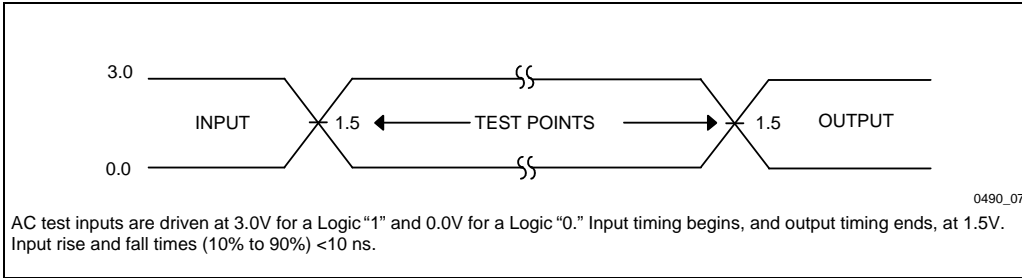 3.0
INPUT
1.5
TEST POINTS
1.5
OUTPUT
0.0
0490_07
AC test inputs are driven at 3.0V for a Logic “1” and 0.0V for a Logic “0.” Input timing begins, and output timing ends, at 1.5V.
Input rise and fall times (10% to 90%) <10 ns.